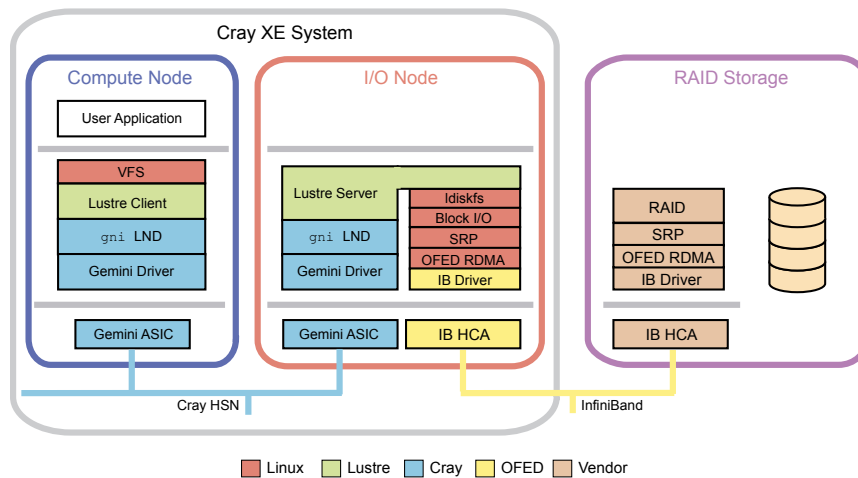 Cray XE System
Compute Node
I/O Node
RAID Storage
User Application
VFS
Lustre Client
gni LND
Gemini Driver
Gemini ASIC
Lustre Server
gni LND
Gemini Driver
Gemini ASIC
ldiskfs
Block I/O
SRP
OFED RDMA
IB Driver
IB HCA
RAID
SRP
OFED RDMA
IB Driver
IB HCA
Cray HSN
InfiniBand
Linux
Lustre
Cray
OFED
Vendor